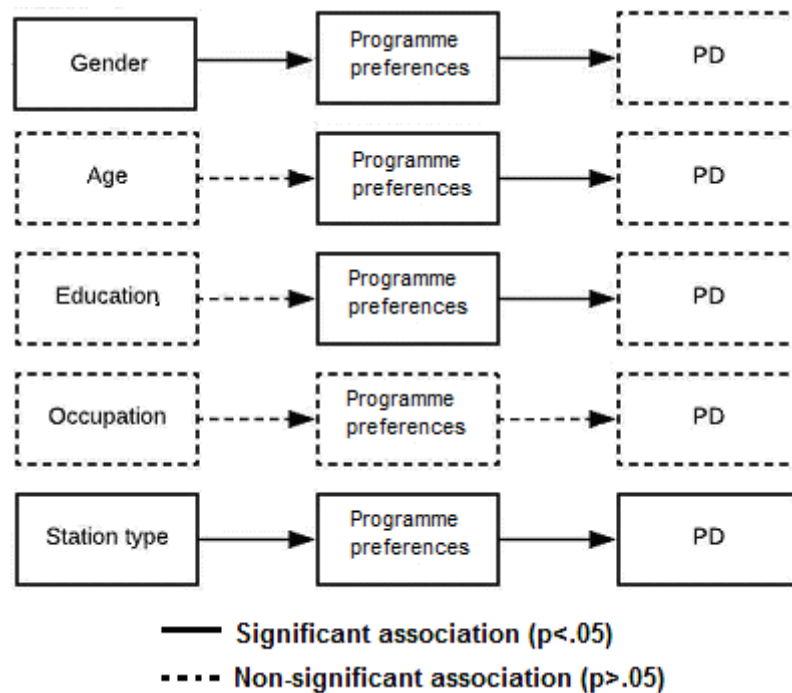 Gender
Programme
preferences
PD
Age
Programme
preferences
PD
Education,
Programme
preferences
PD
Occupation
Programme
preferences
PD
Station type
Programme
preferences
PD
Significant association (p<.05)
Non-significant association (p>.05)